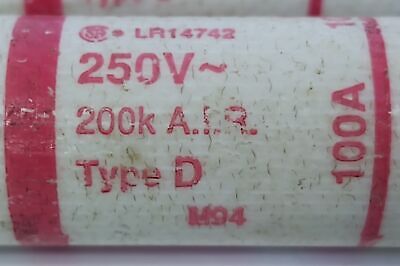 LR14742
250V~
200k A.I.R.
Type D
M94
100A